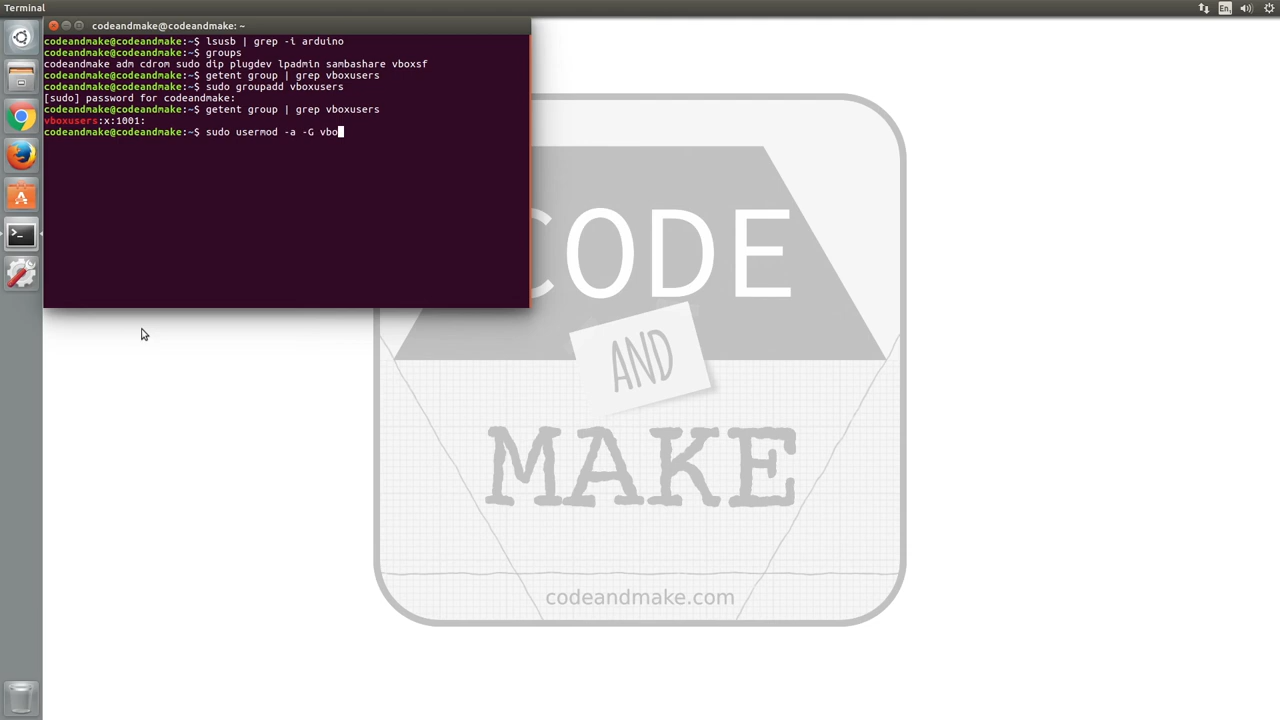 Terminal
En
codeandmake@codeandmake: ~
codeandmake@codeandmake:~$ lsusb | grep -i arduino
codeandmake@codeandmake:~$ groups
codeandmake adm cdrom sudo dip plugdev lpadmin sambashare vboxsf
codeandmake@codeandmake:~$ getent group | grep vboxusers
codeandmake@codeandmake:~$ sudo groupadd vboxusers
[sudo] password for codeandmake:
codeandmake@codeandmake:~$ getent group | grep vboxusers
vboxusers:x:1001:
codeandmake@codeandmake:~$ sudo usermod -a -G vbo
CODE
AND
MAKE
codeandmake.com